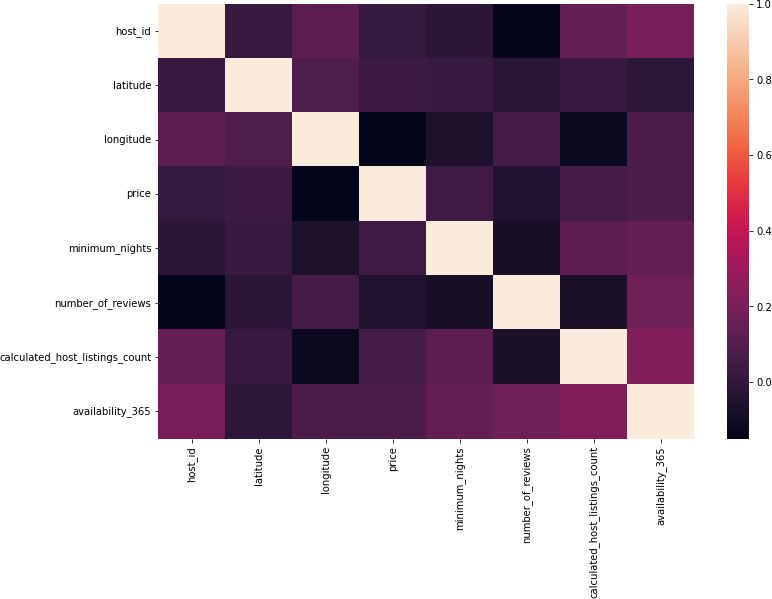 host_id
latitude
longitude
price
minimum_nights
number_of_reviews
calculated_host_listings_count
availability_365
host_id
latitude
longitude
price
minimum_nights
number_of_reviews
calculated_host_listings_count
availability_365
1.0
0.8
0.6
0.4
0.2
0.0